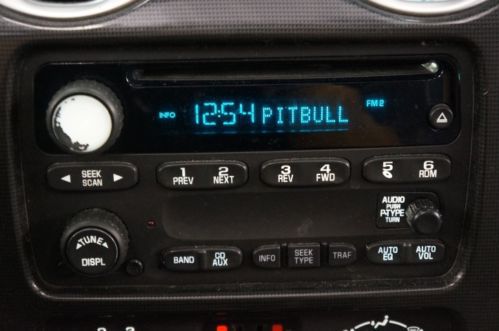 INFO 12:54 PITBULL FM2
SEEK SCAN
1 PREV 2 NEXT
3 REV 4 FWD
5 6 RDM
AUDIO
PUSH
P-TYPE
TURN
TUNE
DISPL
BAND CD AUX
INFO SEEK TYPE TRAF
AUTO EQ AUTO VOL